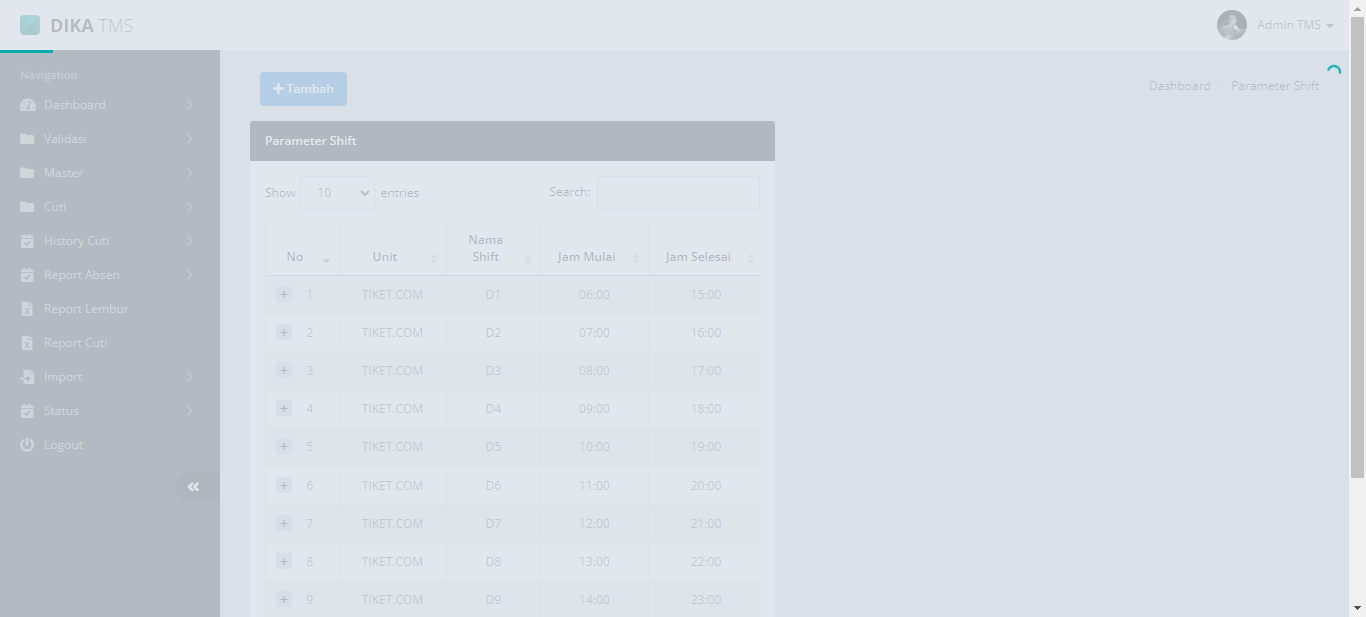 DIKA TMS
Admin TMS
Navigation
Dashboard
Validasi
Master
Cuti
History Cuti
Report Absen
Report Lembur
Report Cuti
Import
Status
Logout
+ Tambah
Dashboard / Parameter Shift
Parameter Shift
Show 10 entries
Search:
No Unit Nama Shift Jam Mulai Jam Selesai
+ 1 TIKET.COM D1 06:00 15:00
+ 2 TIKET.COM D2 07:00 16:00
+ 3 TIKET.COM D3 08:00 17:00
+ 4 TIKET.COM D4 09:00 18:00
+ 5 TIKET.COM D5 10:00 19:00
+ 6 TIKET.COM D6 11:00 20:00
+ 7 TIKET.COM D7 12:00 21:00
+ 8 TIKET.COM D8 13:00 22:00
+ 9 TIKET.COM D9 14:00 23:00